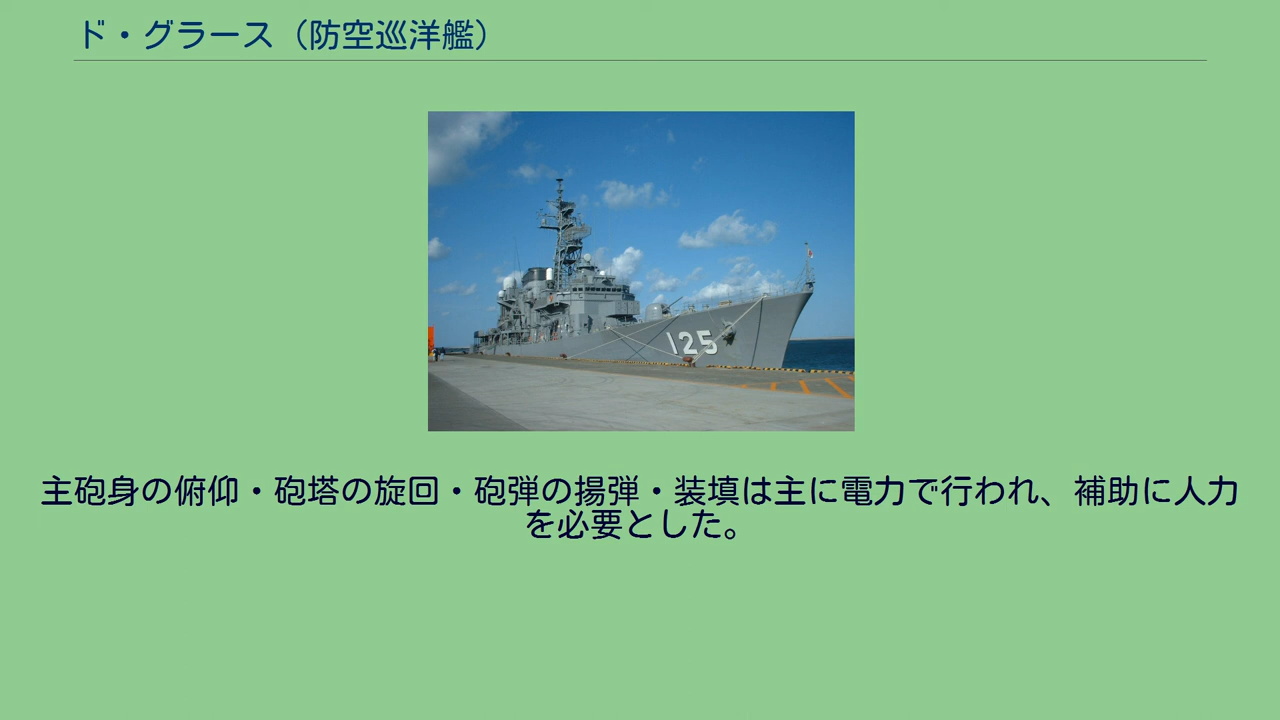 ド・グラース（防空巡洋艦）
125
主砲身の俯仰・砲塔の旋回・砲弾の揚弾・装填は主に電力で行われ、補助に人力
を必要とした。